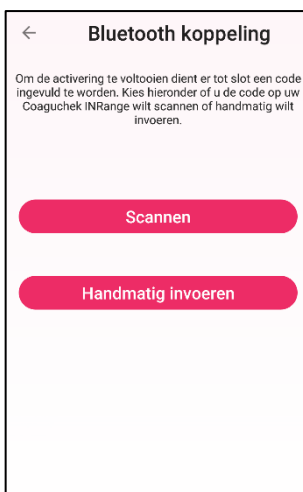 Bluetooth koppeling
Om de activering te voltooien dient er tot slot een code
ingevuld te worden. Kies hieronder of u de code op uw
Coaguchek INRange wilt scannen of handmatig wilt
invoeren.
Scannen
Handmatig invoeren